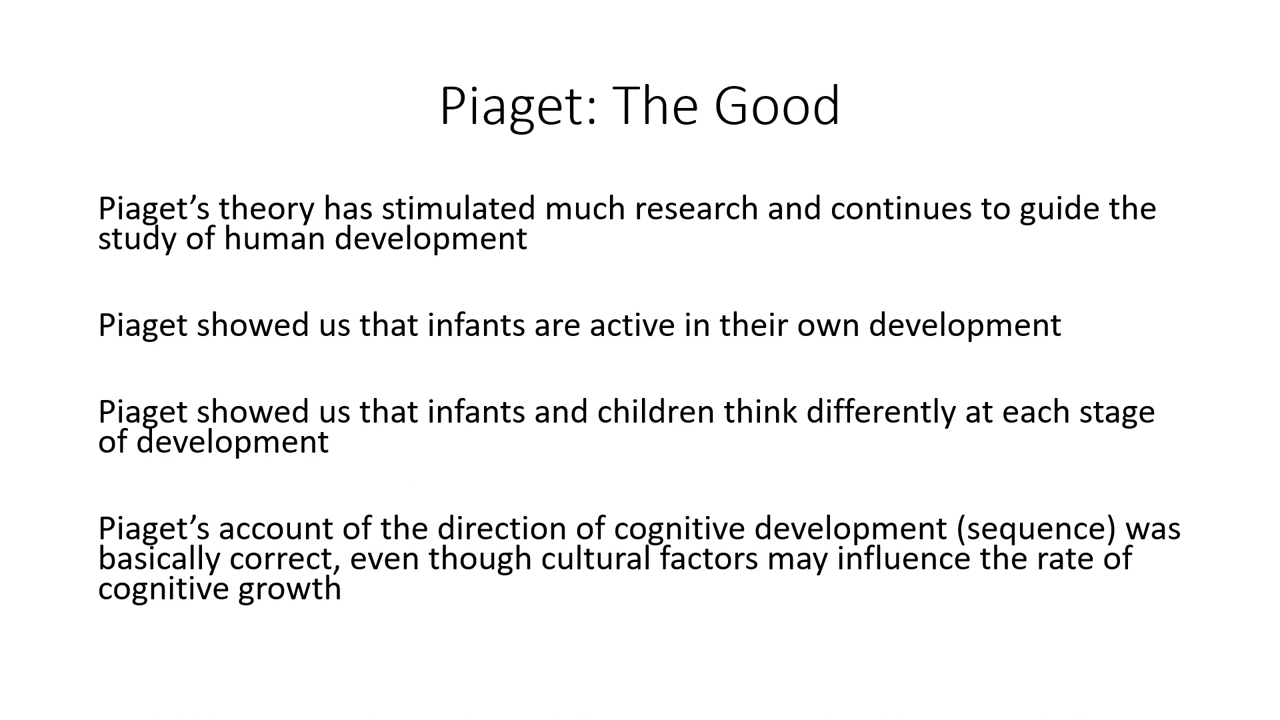 Piaget: The Good
Piaget’s theory has stimulated much research and continues to guide the
study of human development
Piaget showed us that infants are active in their own development
Piaget showed us that infants and children think differently at each stage
of development
Piaget’s account of the direction of cognitive development (sequence) was
basically correct, even though cultural factors may influence the rate of
cognitive growth